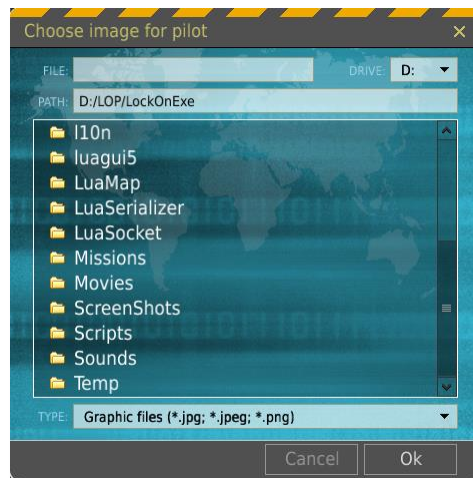 Choose image for pilot
FILE: DRIVE: D:
PATH: D:/LOP/LockOnExe
l10n
luagui5
LuaMap
LuaSerializer
LuaSocket
Missions
Movies
ScreenShots
Scripts
Sounds
Temp
TYPE: Graphic files (*.jpg; *.jpeg; *.png)
Cancel Ok